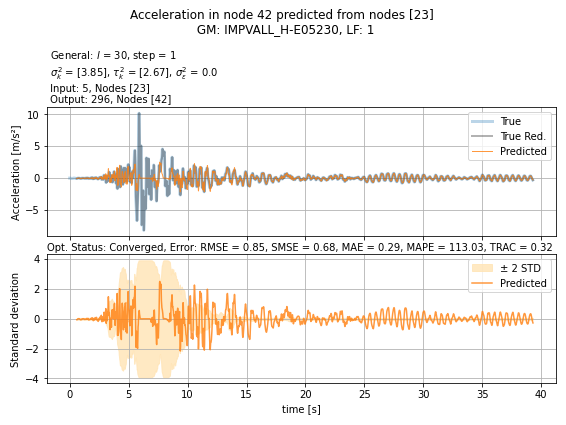 Acceleration in node 42 predicted from nodes [23]
GM: IMPVALL_H-E05230, LF: 1
General: l = 30, step = 1
σ²ₖ = [3.85], τ²ₖ = [2.67], σ²ε = 0.0
Input: 5, Nodes [23]
Output: 296, Nodes [42]
Acceleration [m/s²]
10
5
0
−5
True
True Red.
Predicted
Opt. Status: Converged, Error: RMSE = 0.85, SMSE = 0.68, MAE = 0.29, MAPE = 113.03, TRAC = 0.32
Standard deviation
4
2
0
−2
−4
± 2 STD
Predicted
0 5 10 15 20 25 30 35 40
time [s]